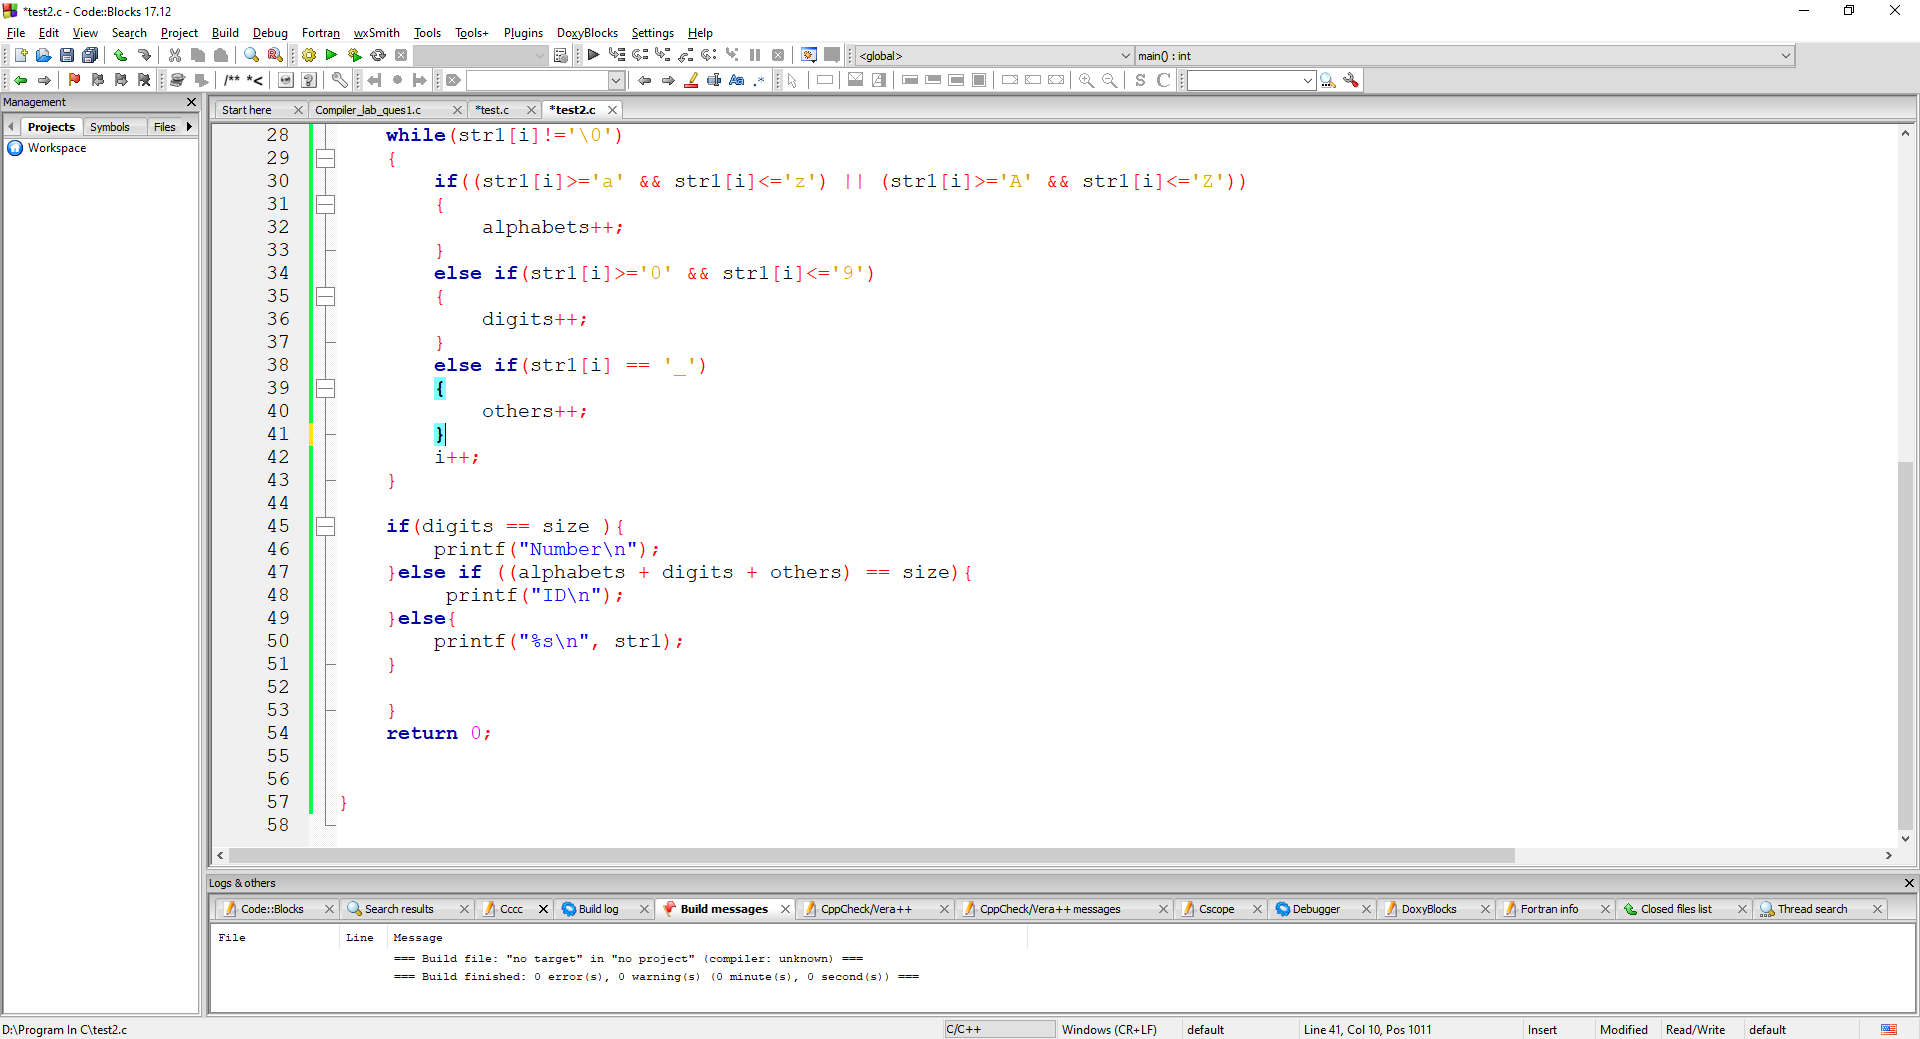 *test2.c - Code::Blocks 17.12
File Edit View Search Project Build Debug Fortran wxSmith Tools Tools+ Plugins DoxyBlocks Settings Help
<global> main() : int
/** *< Aa .* S C
Management
Projects Symbols Files
Workspace
Start here Compiler_lab_ques1.c *test.c *test2.c
28 while(str1[i]!='\0')
29 {
30 if((str1[i]>='a' && str1[i]<='z') || (str1[i]>='A' && str1[i]<='Z'))
31 {
32 alphabets++;
33 }
34 else if(str1[i]>='0' && str1[i]<='9')
35 {
36 digits++;
37 }
38 else if(str1[i] == '_')
39 {
40 others++;
41 }
42 i++;
43 }
44
45 if(digits == size ){
46 printf("Number\n");
47 }else if ((alphabets + digits + others) == size){
48 printf("ID\n");
49 }else{
50 printf("%s\n", str1);
51 }
52
53 }
54 return 0;
55
56
57 }
58
Logs & others
Code::Blocks Search results Cccc Build log Build messages CppCheck/Vera++ CppCheck/Vera++ messages Cscope Debugger DoxyBlocks Fortran info Closed files list Thread search
File Line Message
=== Build file: "no target" in "no project" (compiler: unknown) ===
=== Build finished: 0 error(s), 0 warning(s) (0 minute(s), 0 second(s)) ===
D:\Program In C\test2.c C/C++ Windows (CR+LF) default Line 41, Col 10, Pos 1011 Insert Modified Read/Write default